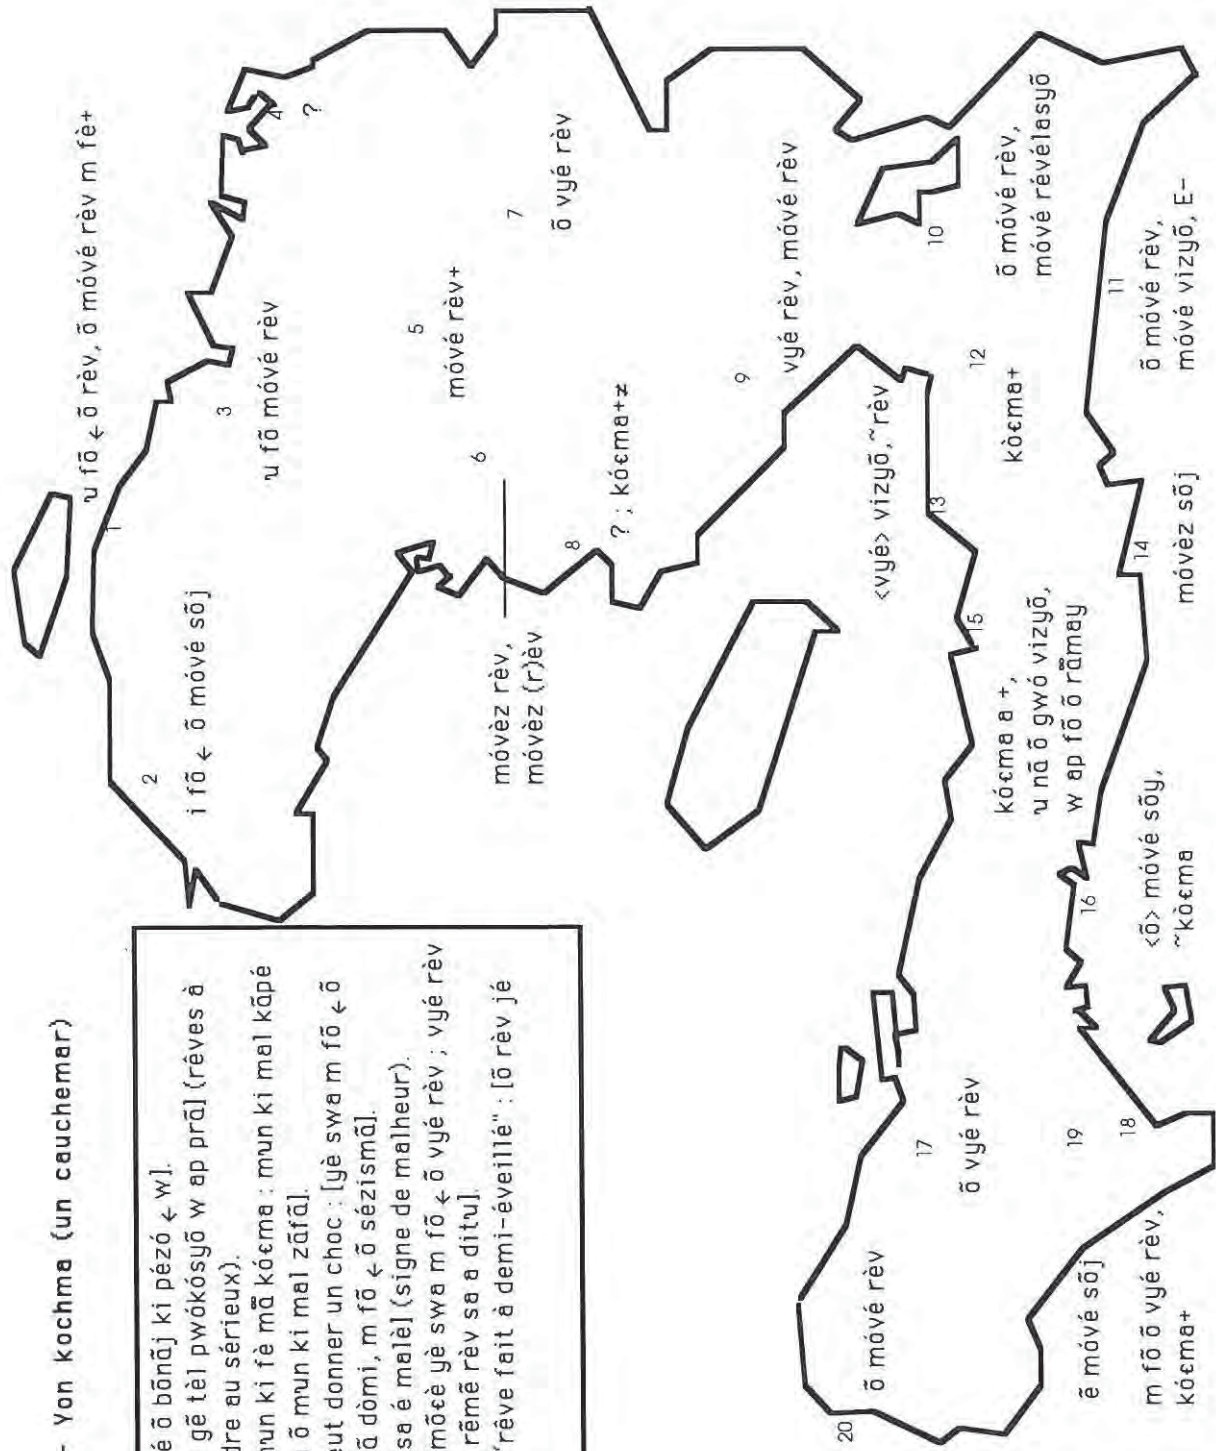 - Yon kochma (un cauchemar)
é õ bõnãj ki pézó ← w].
gẽ tèl pwókósyõ w ap prã] (rêves à
dre au sérieux).
mun ki fè mã̈ kóɛma : mun ki mal kãpé
õ mun ki mal zãfã].
eut donner un choc : [yè swa m fõ ← õ
ã dòmi, m fõ ← õ sézismã].
sa é malè] (signe de malheur).
mõɛè yè swa m fõ ← õ vyé rèv ; vyé rèv
rẽmẽ rèv sa a ditu].
"rêve fait à demi-éveillé" : [õ rèv jé
1
u fõ ← õ rèv, õ móvé rèv m fè+
2
i fõ ← õ móvé sõj
3
u fõ móvé rèv
4
?
5
móvé rèv+
6
móvèz rèv,
móvèz (r)èv
7
õ vyé rèv
8
? ; kóɛma+≠
9
vyé rèv, móvé rèv
10
õ móvé rèv,
móvé révélasyõ
11
õ móvé rèv,
móvé vizyõ, E-
12
kòɛma+
13
<vyé> vizyõ, ~rèv
14
móvèz sõj
15
kóɛma a +,
u nã õ gwó vizyõ,
w ap fõ õ rãmay
16
<õ> móvé sõy,
~kòɛma
17
õ vyé rèv
18
m fõ õ vyé rèv,
kóɛma+
19
ẽ móvé sõj
20
õ móvé rèv